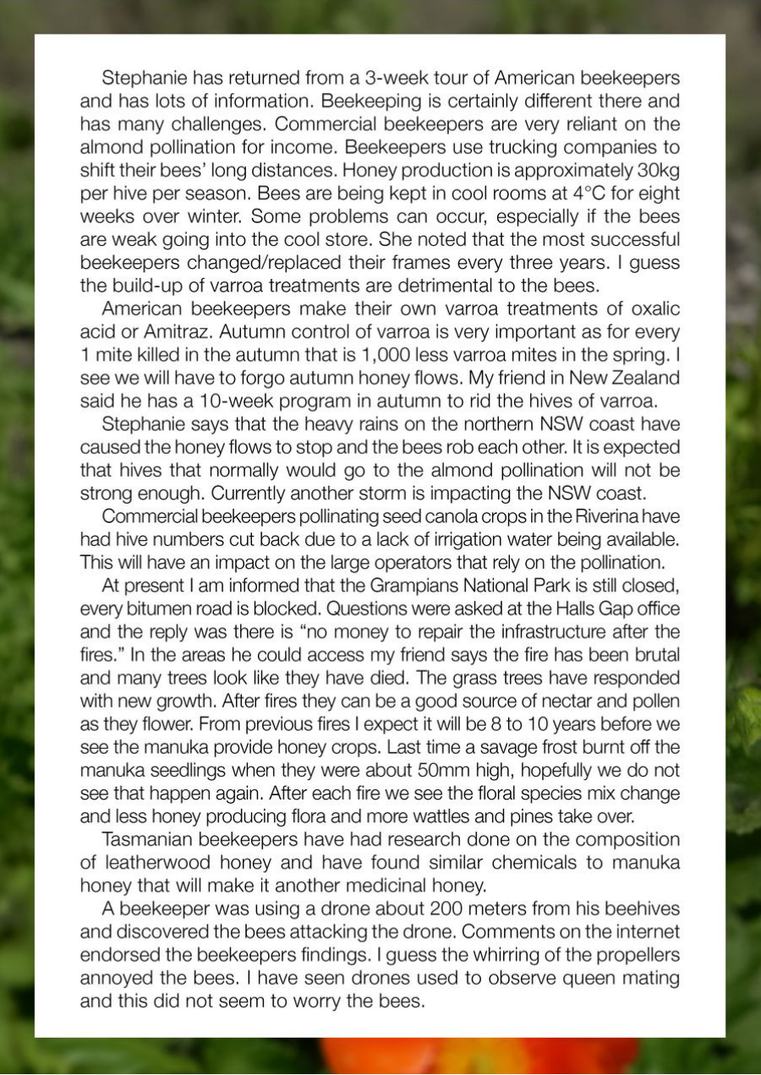 Stephanie has returned from a 3-week tour of American beekeepers
and has lots of information. Beekeeping is certainly different there and
has many challenges. Commercial beekeepers are very reliant on the
almond pollination for income. Beekeepers use trucking companies to
shift their bees’ long distances. Honey production is approximately 30kg
per hive per season. Bees are being kept in cool rooms at 4°C for eight
weeks over winter. Some problems can occur, especially if the bees
are weak going into the cool store. She noted that the most successful
beekeepers changed/replaced their frames every three years. I guess
the build-up of varroa treatments are detrimental to the bees.
American beekeepers make their own varroa treatments of oxalic
acid or Amitraz. Autumn control of varroa is very important as for every
1 mite killed in the autumn that is 1,000 less varroa mites in the spring. I
see we will have to forgo autumn honey flows. My friend in New Zealand
said he has a 10-week program in autumn to rid the hives of varroa.
Stephanie says that the heavy rains on the northern NSW coast have
caused the honey flows to stop and the bees rob each other. It is expected
that hives that normally would go to the almond pollination will not be
strong enough. Currently another storm is impacting the NSW coast.
Commercial beekeepers pollinating seed canola crops in the Riverina have
had hive numbers cut back due to a lack of irrigation water being available.
This will have an impact on the large operators that rely on the pollination.
At present I am informed that the Grampians National Park is still closed,
every bitumen road is blocked. Questions were asked at the Halls Gap office
and the reply was there is “no money to repair the infrastructure after the
fires.” In the areas he could access my friend says the fire has been brutal
and many trees look like they have died. The grass trees have responded
with new growth. After fires they can be a good source of nectar and pollen
as they flower. From previous fires I expect it will be 8 to 10 years before we
see the manuka provide honey crops. Last time a savage frost burnt off the
manuka seedlings when they were about 50mm high, hopefully we do not
see that happen again. After each fire we see the floral species mix change
and less honey producing flora and more wattles and pines take over.
Tasmanian beekeepers have had research done on the composition
of leatherwood honey and have found similar chemicals to manuka
honey that will make it another medicinal honey.
A beekeeper was using a drone about 200 meters from his beehives
and discovered the bees attacking the drone. Comments on the internet
endorsed the beekeepers findings. I guess the whirring of the propellers
annoyed the bees. I have seen drones used to observe queen mating
and this did not seem to worry the bees.